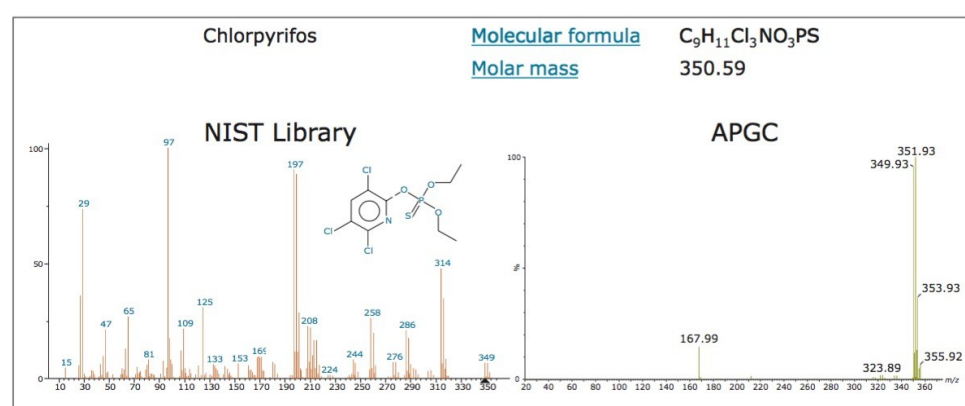 Chlorpyrifos
Molecular formula C₉H₁₁Cl₃NO₃PS
Molar mass 350.59
NIST Library
APGC
100
50
0
15
29
47
65
81
97
109
125
133
153
169
197
208
224
244
258
276
286
314
349
Cl
Cl
Cl
N
O
P
S
O
O
10 30 50 70 90 110 130 150 170 190 210 230 250 270 290 310 330 350
100
%
0
351.93
349.93
353.93
355.92
323.89
167.99
20 40 60 80 100 120 140 160 180 200 220 240 260 280 300 320 340 360 m/z